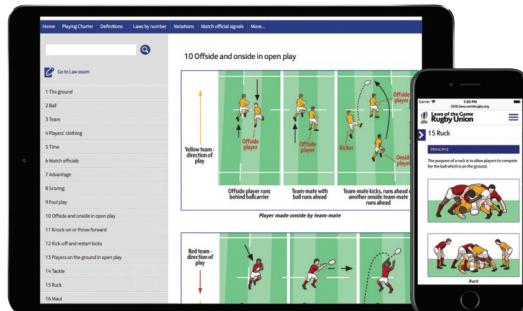 Home Playing Charter Definitions Laws by number Variations Match official signals More...
Go to Law exam
1 The ground
2 Ball
3 Team
4 Players' clothing
5 Time
6 Match officials
7 Advantage
8 Scoring
9 Foul play
10 Offside and onside in open play
11 Knock-on or throw forward
12 Kick-off and restart kicks
13 Players on the ground in open play
14 Tackle
15 Ruck
16 Maul
10 Offside and onside in open play
Yellow team -
direction of
play
Offside
player
Offside
player
Kicker
Offside
player
Onside
player
Offside player runs
behind ballcarrier
Team-mate with
ball runs ahead
Team-mate kicks, runs ahead
another onside team-mate
runs ahead
Player made onside by team-mate
Red team -
direction of
play
Carrier
1:20 PM
Laws of the Game
Rugby Union
15 Ruck
PRINCIPLE
The purpose of a ruck is to allow players to compete
for the ball which is on the ground.
Ruck